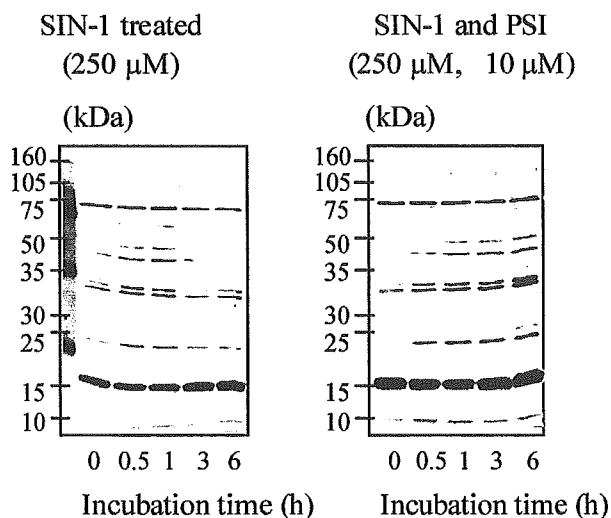 SIN-1 treated
(250 μM)
(kDa)
160
105
75
50
35
30
25
15
10
0 0.5 1 3 6
Incubation time (h)
SIN-1 and PSI
(250 μM, 10 μM)
(kDa)
160
105
75
50
35
30
25
15
10
0 0.5 1 3 6
Incubation time (h)